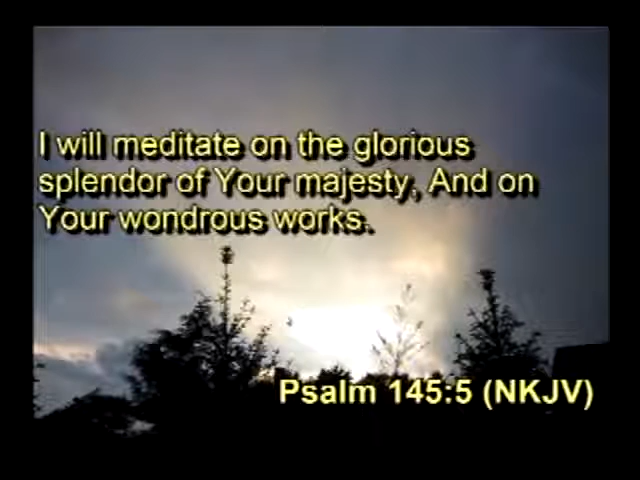 I will meditate on the glorious
splendor of Your majesty, And on
Your wondrous works.
Psalm 145:5 (NKJV)